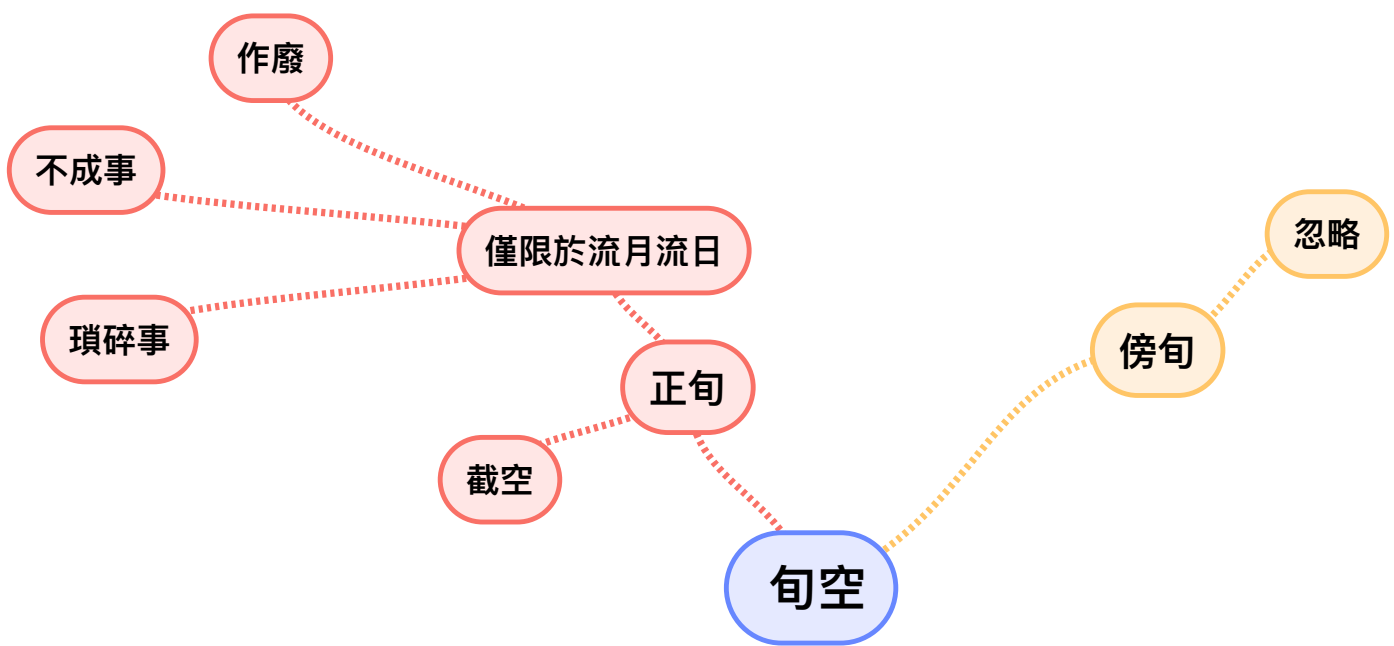 作廢
不成事
僅限於流月流日
忽略
瑣碎事
傍旬
正旬
截空
旬空